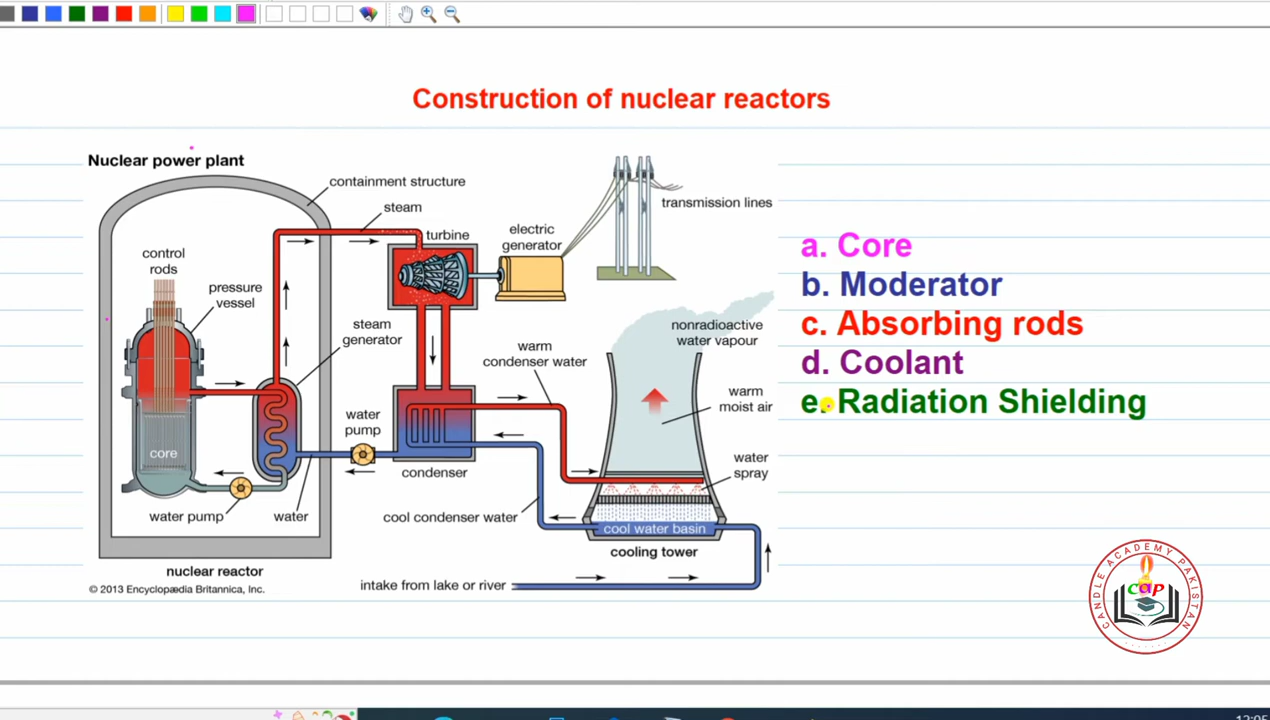 Construction of nuclear reactors
Nuclear power plant
containment structure
steam
transmission lines
electric
generator
turbine
control
rods
pressure
vessel
steam
generator
nonradioactive
water vapour
warm
condenser water
warm
moist air
water
pump
core
condenser
water
spray
water pump
water
cool condenser water
cool water basin
cooling tower
nuclear reactor
intake from lake or river
© 2013 Encyclopædia Britannica, Inc.
a. Core
b. Moderator
c. Absorbing rods
d. Coolant
e. Radiation Shielding
CANDLE ACADEMY PAKISTAN
cap